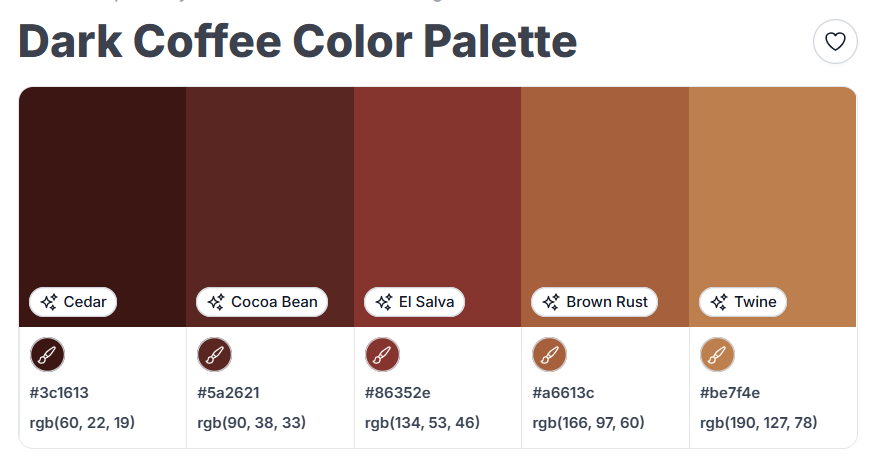 Dark Coffee Color Palette
Cedar
Cocoa Bean
El Salva
Brown Rust
Twine
#3c1613
#5a2621
#86352e
#a6613c
#be7f4e
rgb(60, 22, 19)
rgb(90, 38, 33)
rgb(134, 53, 46)
rgb(166, 97, 60)
rgb(190, 127, 78)